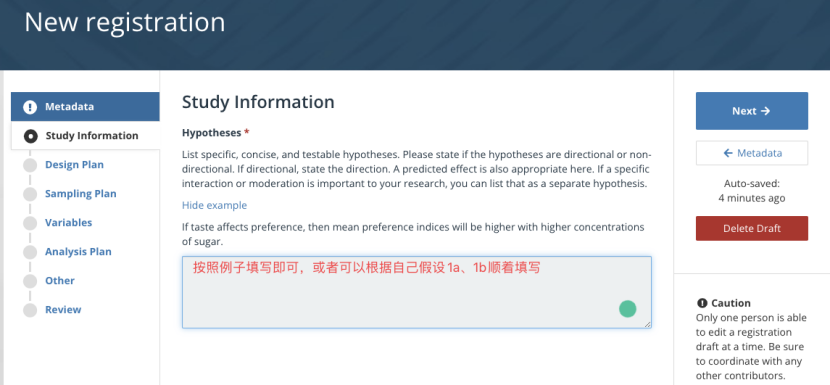 New registration
Metadata
Study Information
Design Plan
Sampling Plan
Variables
Analysis Plan
Other
Review
Study Information
Hypotheses *
List specific, concise, and testable hypotheses. Please state if the hypotheses are directional or non-
directional. If directional, state the direction. A predicted effect is also appropriate here. If a specific
interaction or moderation is important to your research, you can list that as a separate hypothesis.
Hide example
If taste affects preference, then mean preference indices will be higher with higher concentrations
of sugar.
按照例子填写即可，或者可以根据自己假设1a、1b顺着填写
Next →
← Metadata
Auto-saved:
4 minutes ago
Delete Draft
Caution
Only one person is able
to edit a registration
draft at a time. Be sure
to coordinate with any
other contributors.